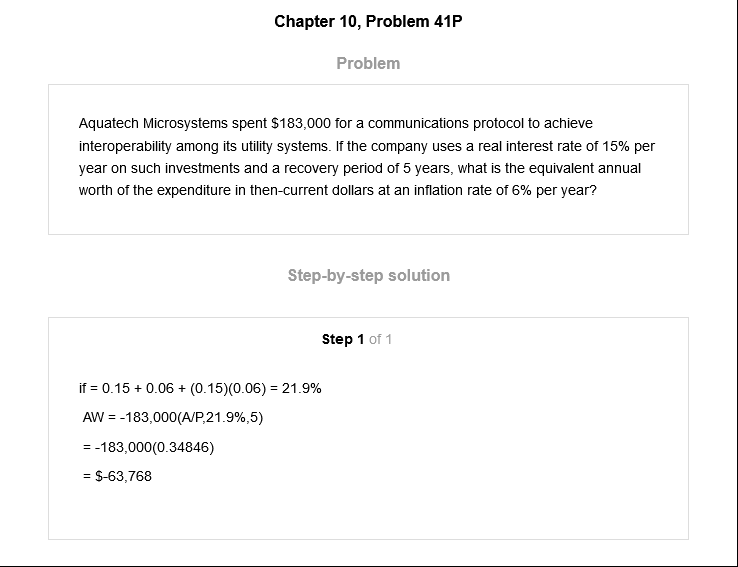 Chapter 10, Problem 41P
Problem
Aquatech Microsystems spent $183,000 for a communications protocol to achieve
interoperability among its utility systems. If the company uses a real interest rate of 15% per
year on such investments and a recovery period of 5 years, what is the equivalent annual
worth of the expenditure in then-current dollars at an inflation rate of 6% per year?
Step-by-step solution
Step 1 of 1
if = 0.15 + 0.06 + (0.15)(0.06) = 21.9%
AW = -183,000(A/P,21.9%,5)
= -183,000(0.34846)
= $-63,768